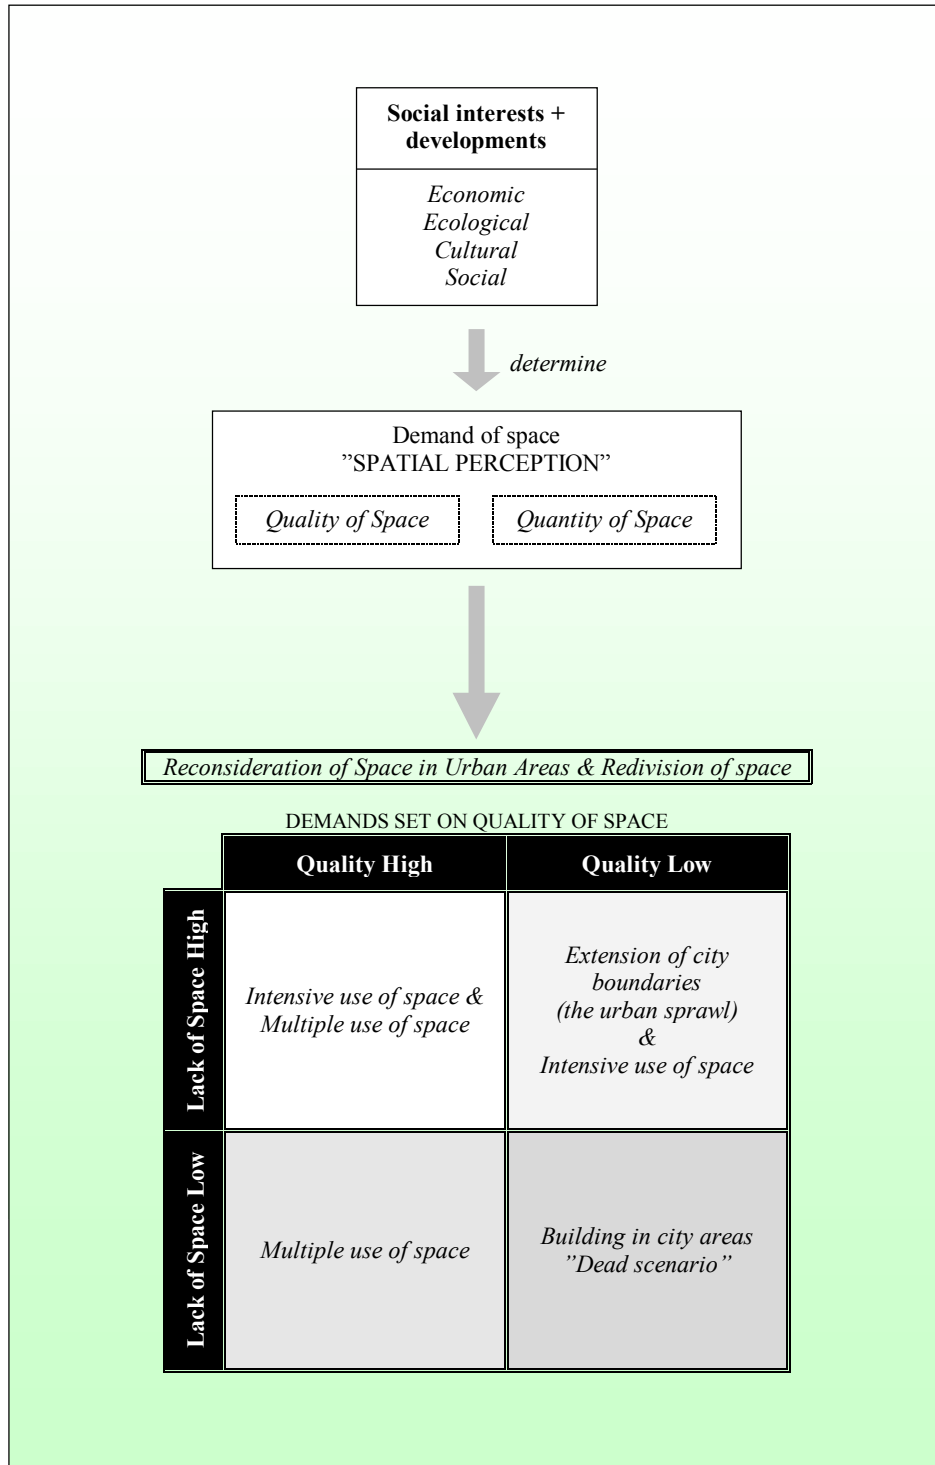 Social interests +
developments
Economic
Ecological
Cultural
Social
determine
Demand of space
”SPATIAL PERCEPTION”
Quality of Space
Quantity of Space
Reconsideration of Space in Urban Areas & Redivision of space
DEMANDS SET ON QUALITY OF SPACE
Quality High
Quality Low
Lack of Space High
Intensive use of space &
Multiple use of space
Extension of city
boundaries
(the urban sprawl)
&
Intensive use of space
Lack of Space Low
Multiple use of space
Building in city areas
”Dead scenario”